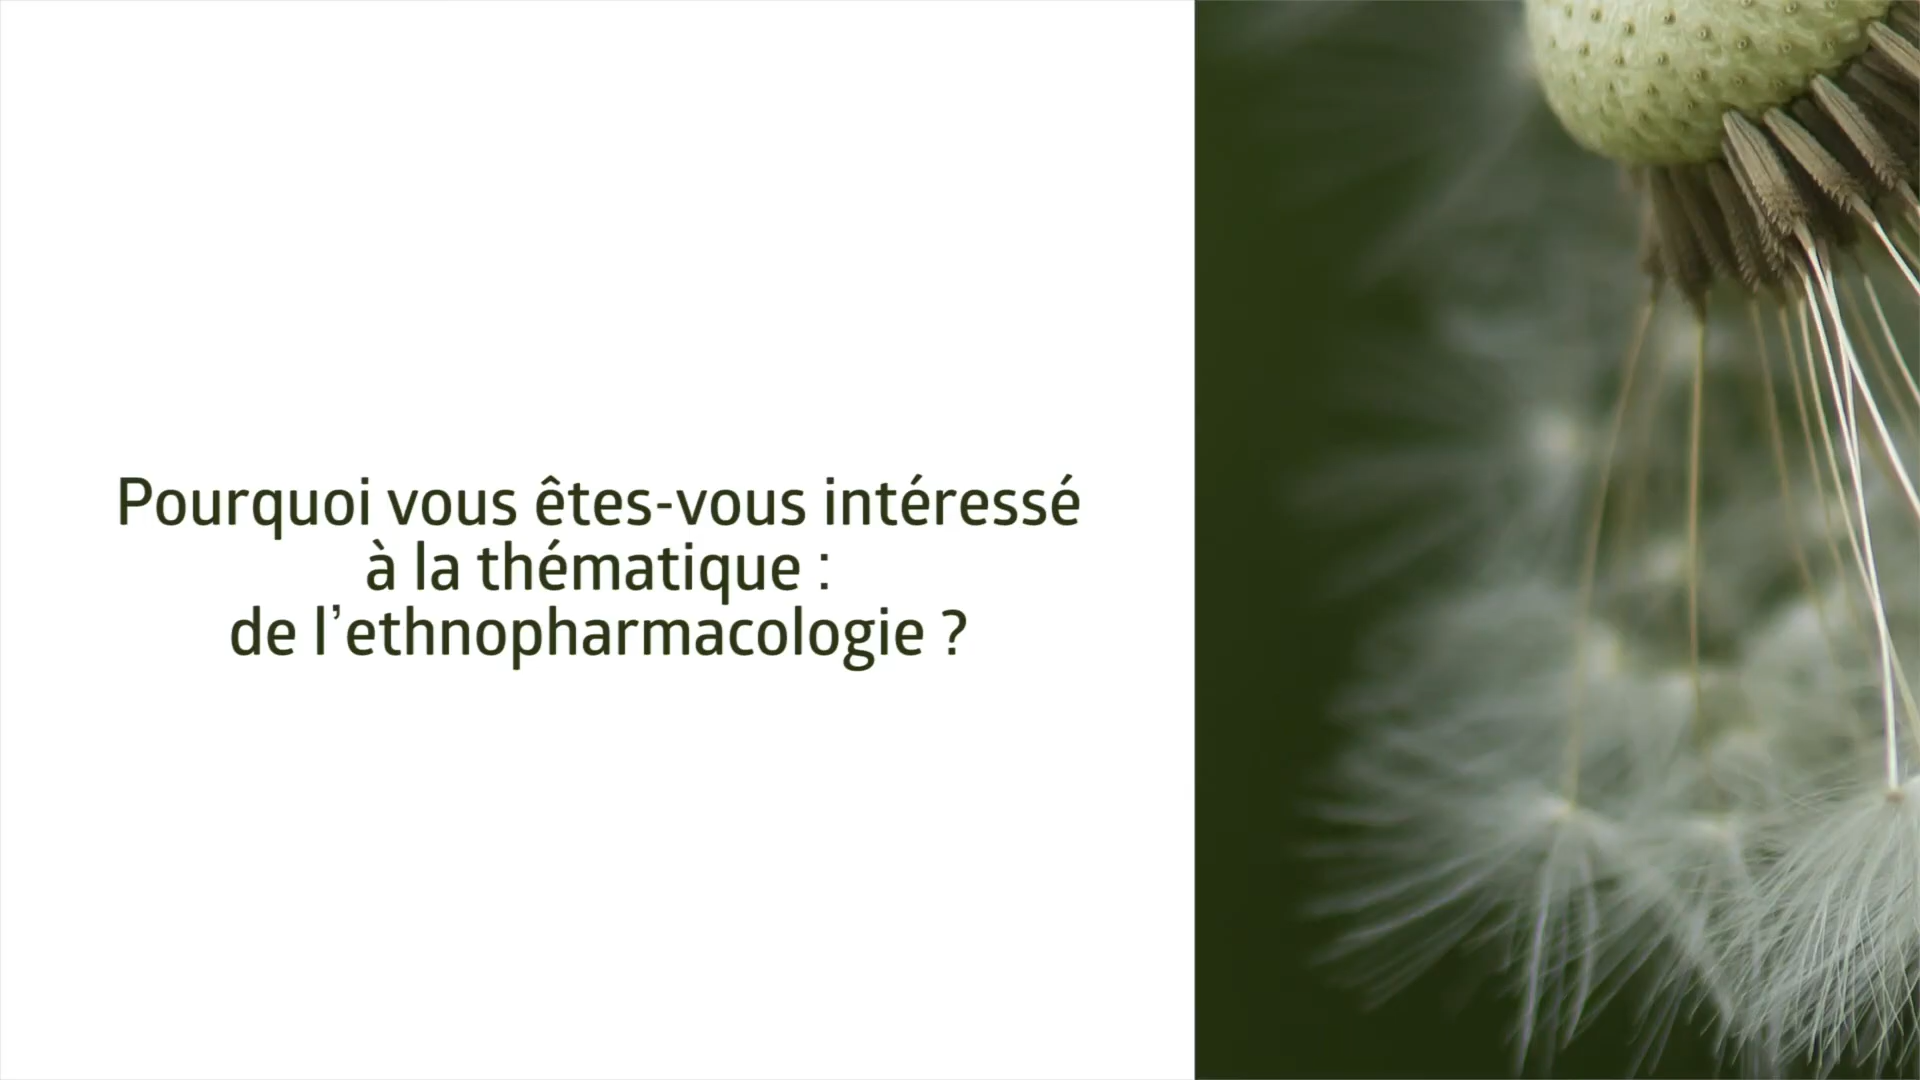 Pourquoi vous êtes-vous intéressé
à la thématique :
de l’ethnopharmacologie ?